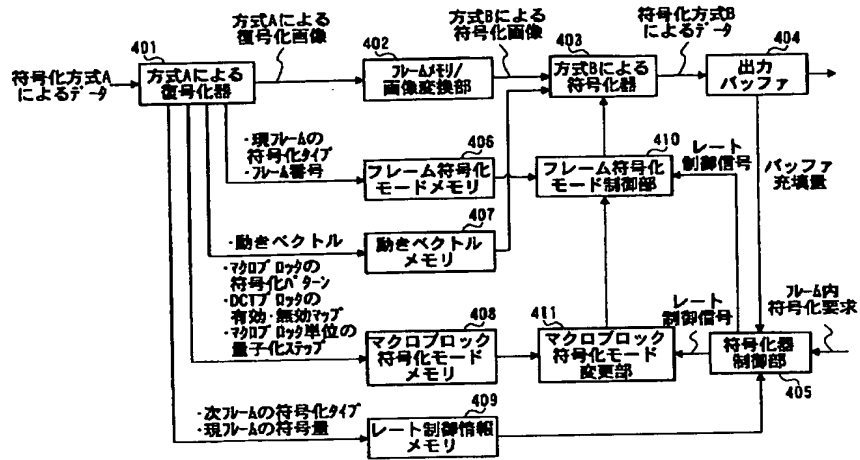 方式Aによる
復号化画像
方式Bによる
符号化画像
符号化方式B
によるデータ
401
402
403
404
符号化方式A
によるデータ
方式Aによる
復号化器
フレームメモリ/
画像変換部
方式Bによる
符号化器
出力
バッファ
・現フレームの
符号化タイプ
・フレーム番号
406
フレーム符号化
モードメモリ
410
フレーム符号化
モード制御部
レート
制御信号
バッファ
充填量
・動きベクトル
407
動きベクトル
メモリ
・マクロブロックの
符号化パターン
・DCTブロックの
有効・無効マップ
・マクロブロック単位の
量子化ステップ
408
マクロブロック
符号化モード
メモリ
411
マクロブロック
符号化モード
変更部
レート
制御信号
フレーム内
符号化要求
符号化器
制御部
405
・次フレームの符号化タイプ
・現フレームの符号量
409
レート制御情報
メモリ